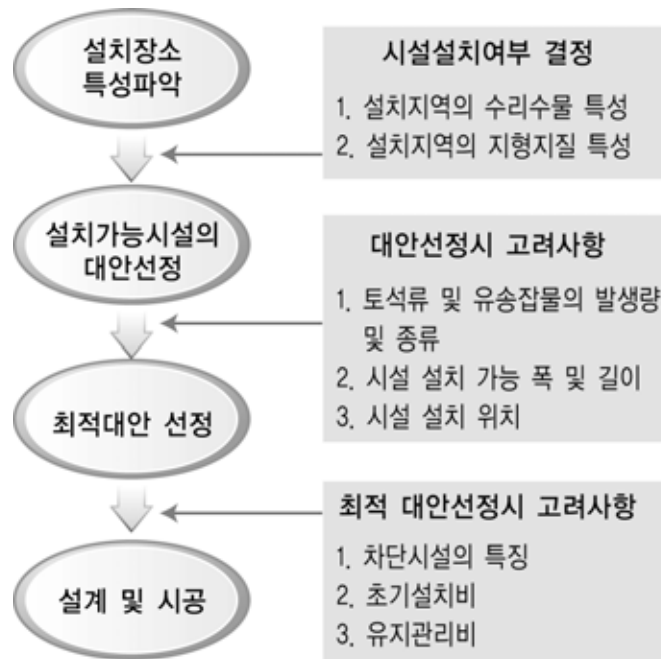 설치장소
특성파악
시설설치여부 결정
1. 설치지역의 수리수물 특성
2. 설치지역의 지형지질 특성
설치가능시설의
대안선정
대안선정시 고려사항
1. 토석류 및 유송잡물의 발생량
및 종류
2. 시설 설치 가능 폭 및 길이
3. 시설 설치 위치
최적대안 선정
최적 대안선정시 고려사항
1. 차단시설의 특징
2. 초기설치비
3. 유지관리비
설계 및 시공